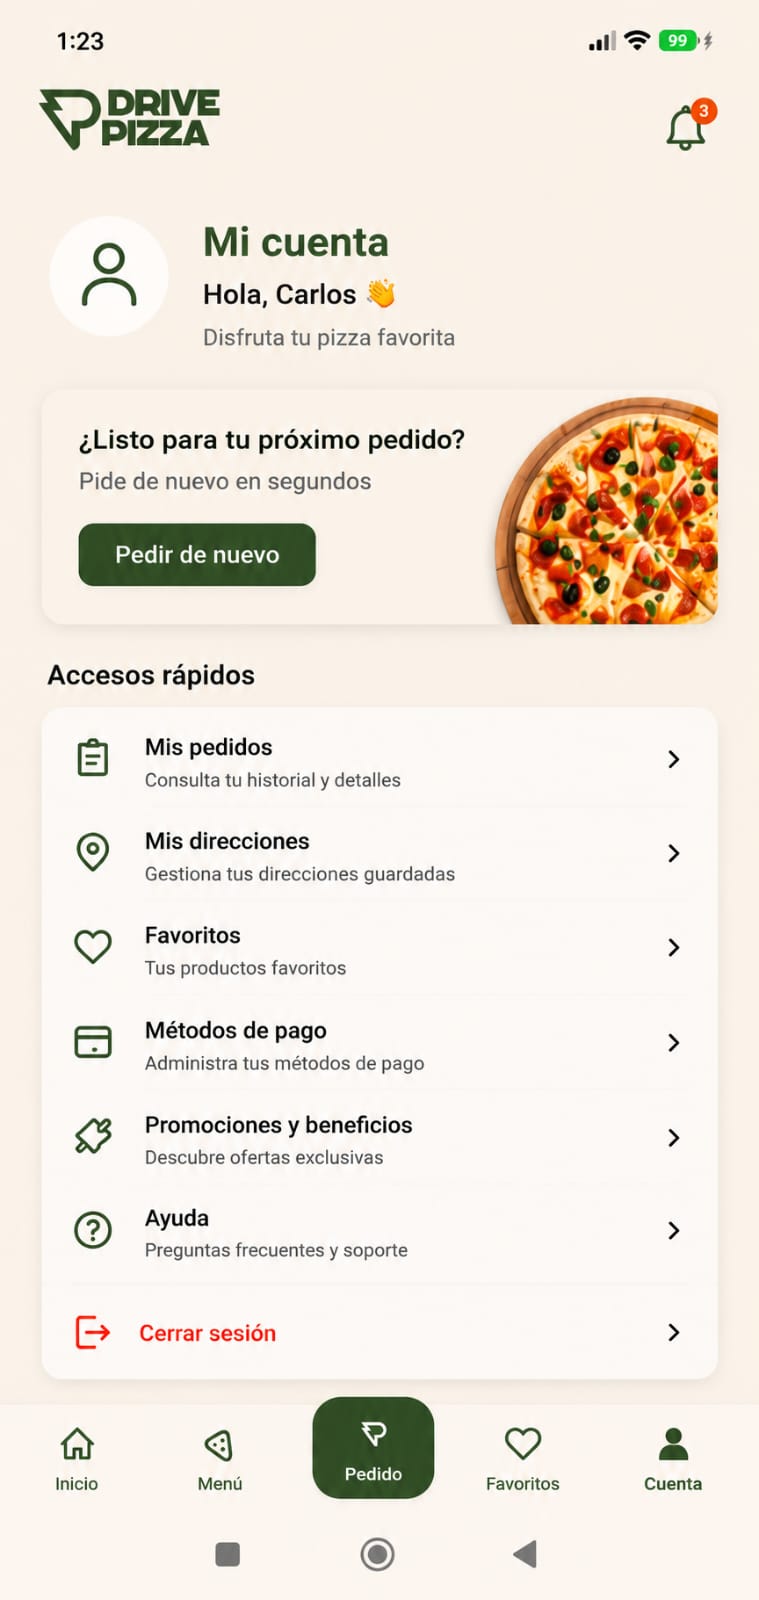 1:23
99
DRIVE
PIZZA
3
Mi cuenta
Hola, Carlos 👋
Disfruta tu pizza favorita
¿Listo para tu próximo pedido?
Pide de nuevo en segundos
Pedir de nuevo
Accesos rápidos
Mis pedidos
Consulta tu historial y detalles
Mis direcciones
Gestiona tus direcciones guardadas
Favoritos
Tus productos favoritos
Métodos de pago
Administra tus métodos de pago
Promociones y beneficios
Descubre ofertas exclusivas
Ayuda
Preguntas frecuentes y soporte
Cerrar sesión
Inicio
Menú
Pedido
Favoritos
Cuenta